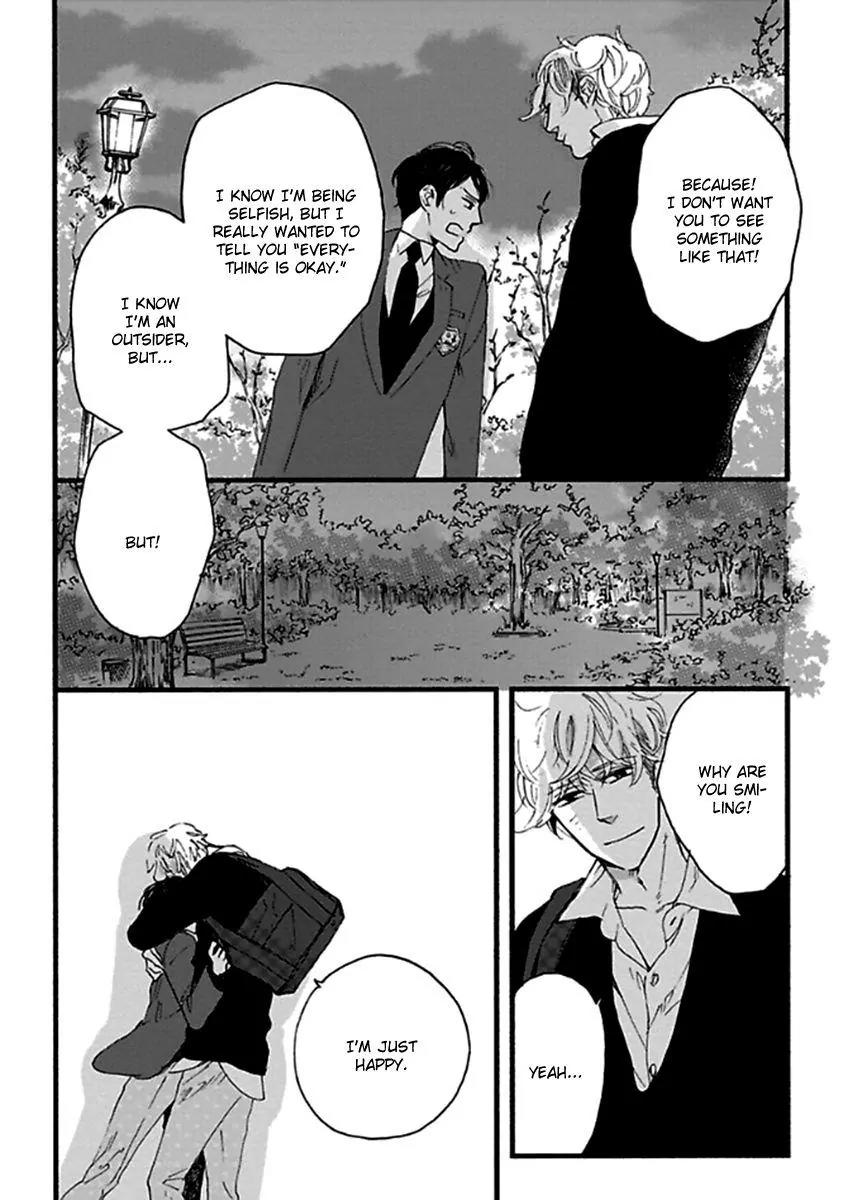 BECAUSE!
I DON'T WANT
YOU TO SEE
SOMETHING
LIKE THAT!
I KNOW I'M BEING
SELFISH, BUT I
REALLY WANTED TO
TELL YOU "EVERY-
THING IS OKAY."
I KNOW
I'M AN
OUTSIDER,
BUT...
BUT!
WHY ARE
YOU SMI-
LING!
YEAH...
I'M JUST
HAPPY.